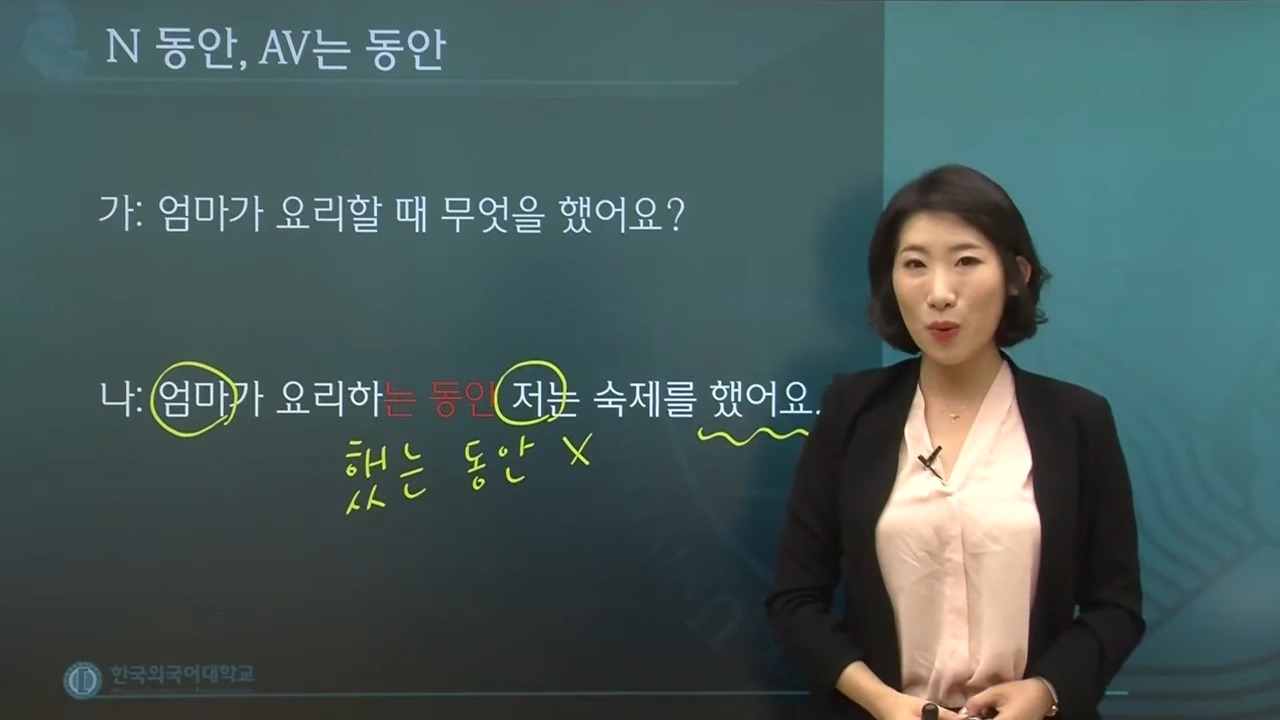 N 동안, AV는 동안
가: 엄마가 요리할 때 무엇을 했어요?
나: 엄마가 요리하는 동안 저는 숙제를 했어요.
했는 동안 X
한국외국어대학교